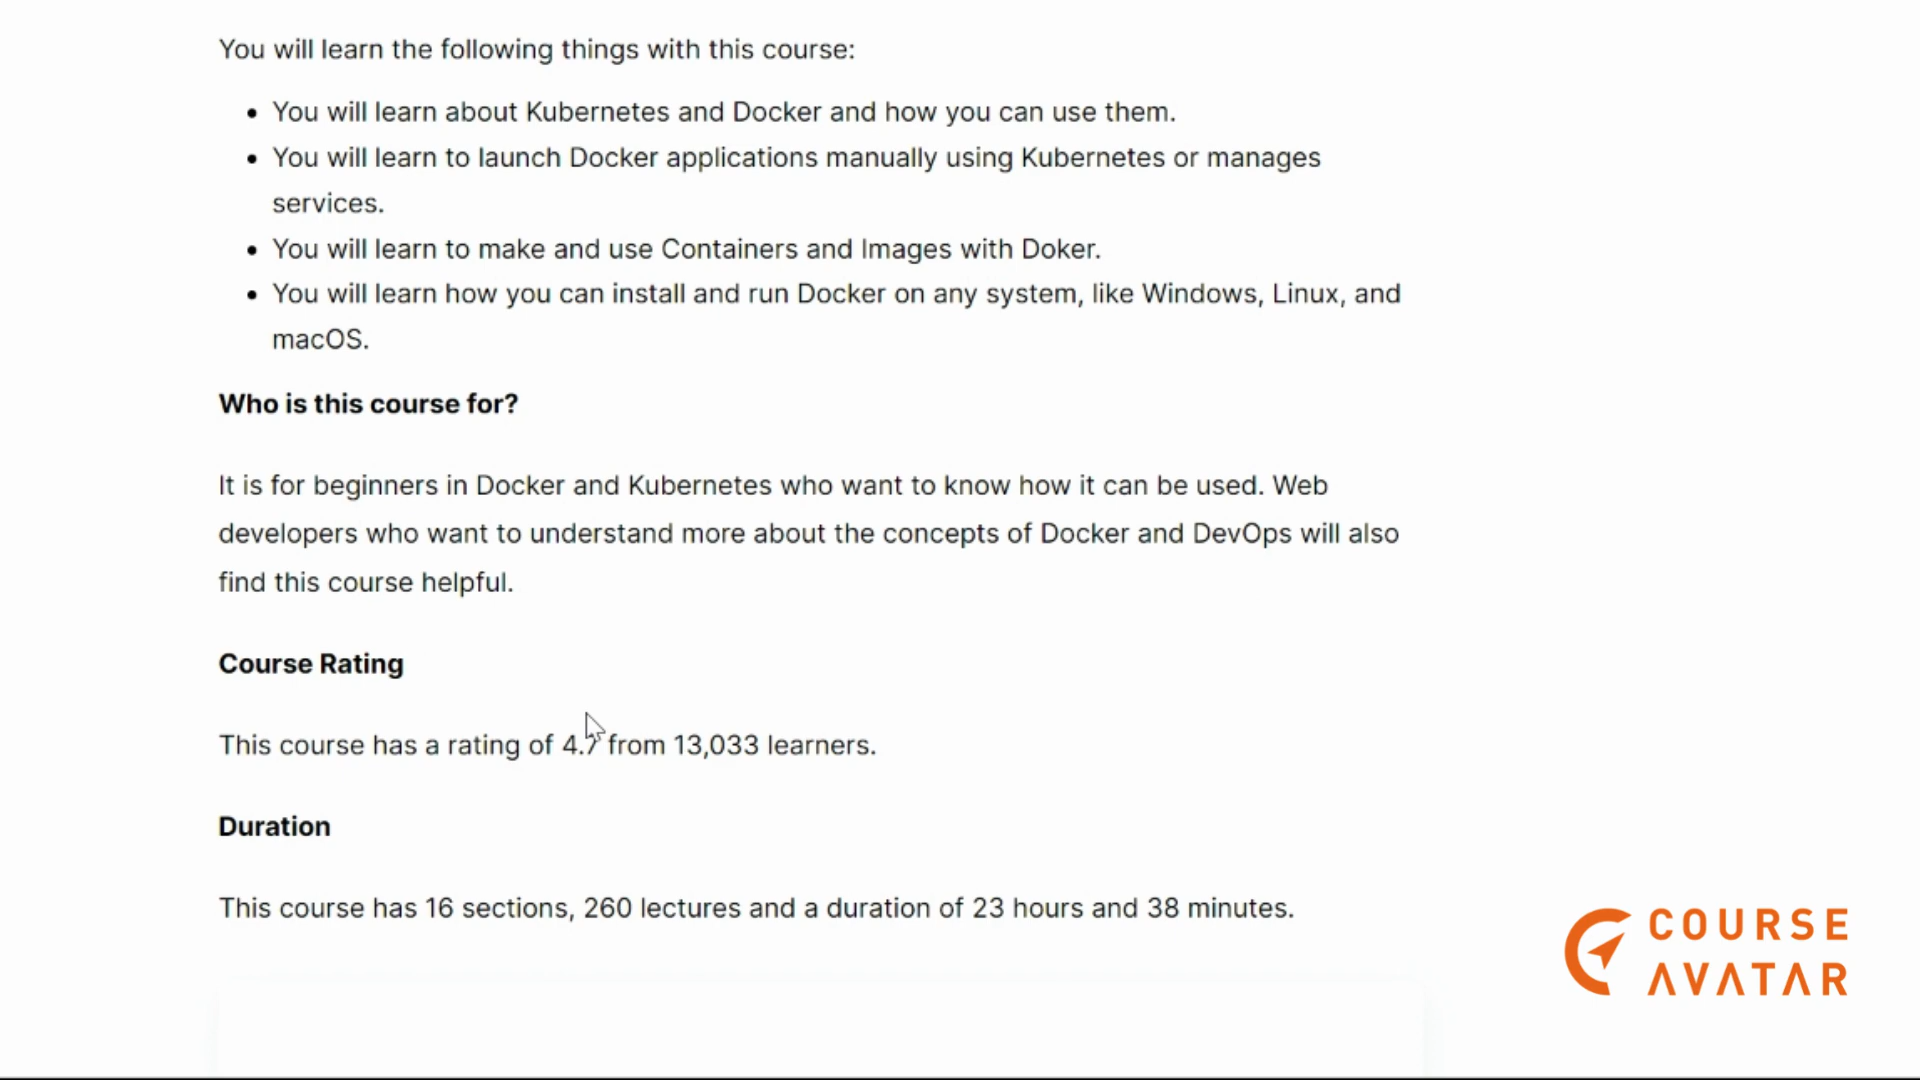 You will learn the following things with this course:
You will learn about Kubernetes and Docker and how you can use them.
You will learn to launch Docker applications manually using Kubernetes or manages
services.
You will learn to make and use Containers and Images with Doker.
You will learn how you can install and run Docker on any system, like Windows, Linux, and
macOS.
Who is this course for?
It is for beginners in Docker and Kubernetes who want to know how it can be used. Web
developers who want to understand more about the concepts of Docker and DevOps will also
find this course helpful.
Course Rating
This course has a rating of 4.7 from 13,033 learners.
Duration
This course has 16 sections, 260 lectures and a duration of 23 hours and 38 minutes.
COURSE
AVATAR